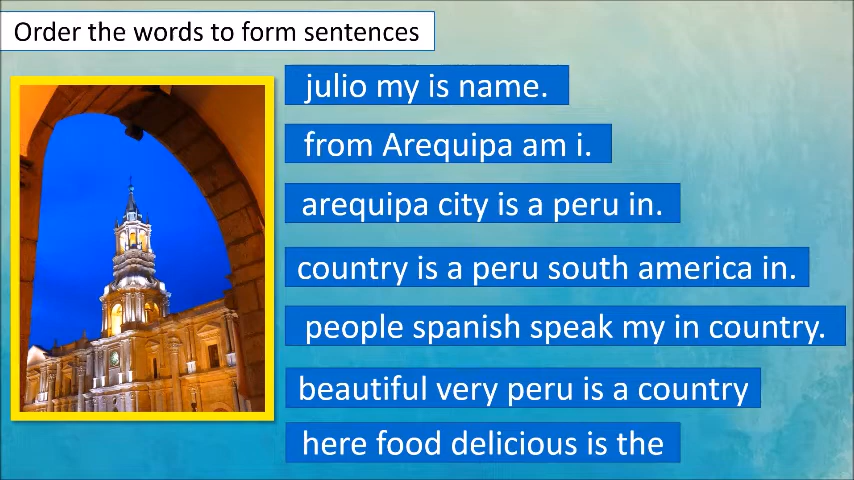 Order the words to form sentences
julio my is name.
from Arequipa am i.
arequipa city is a peru in.
country is a peru south america in.
people spanish speak my in country.
beautiful very peru is a country
here food delicious is the